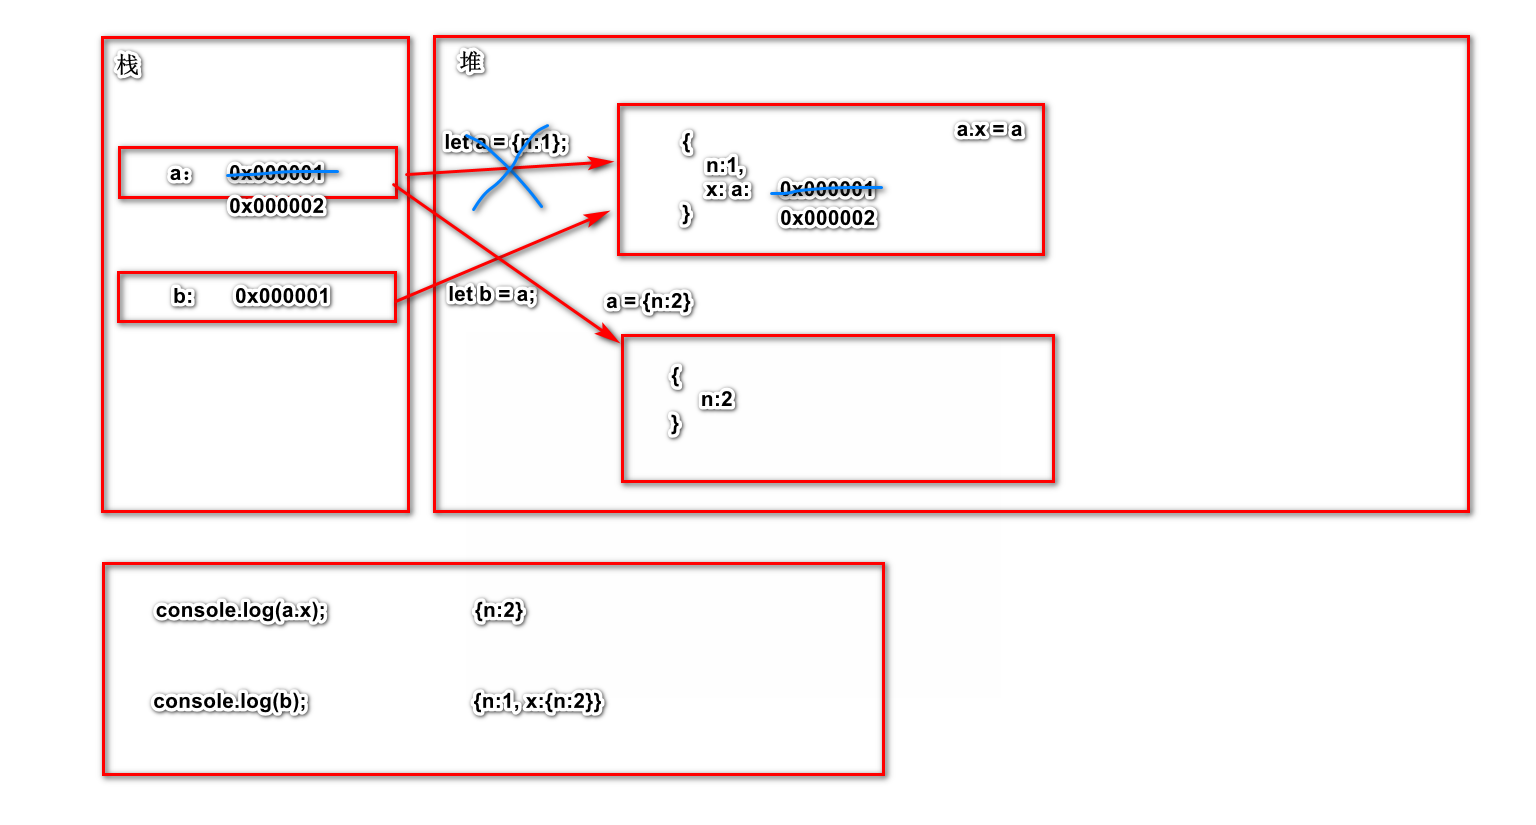 栈
堆
let a = {n:1};
a.x = a
{
n:1,
a: 0x000001
x: a: 0x000001
0x000002
0x000002
}
b: 0x000001
let b = a;
a = {n:2}
{
n:2
}
console.log(a.x); {n:2}
console.log(b); {n:1, x:{n:2}}